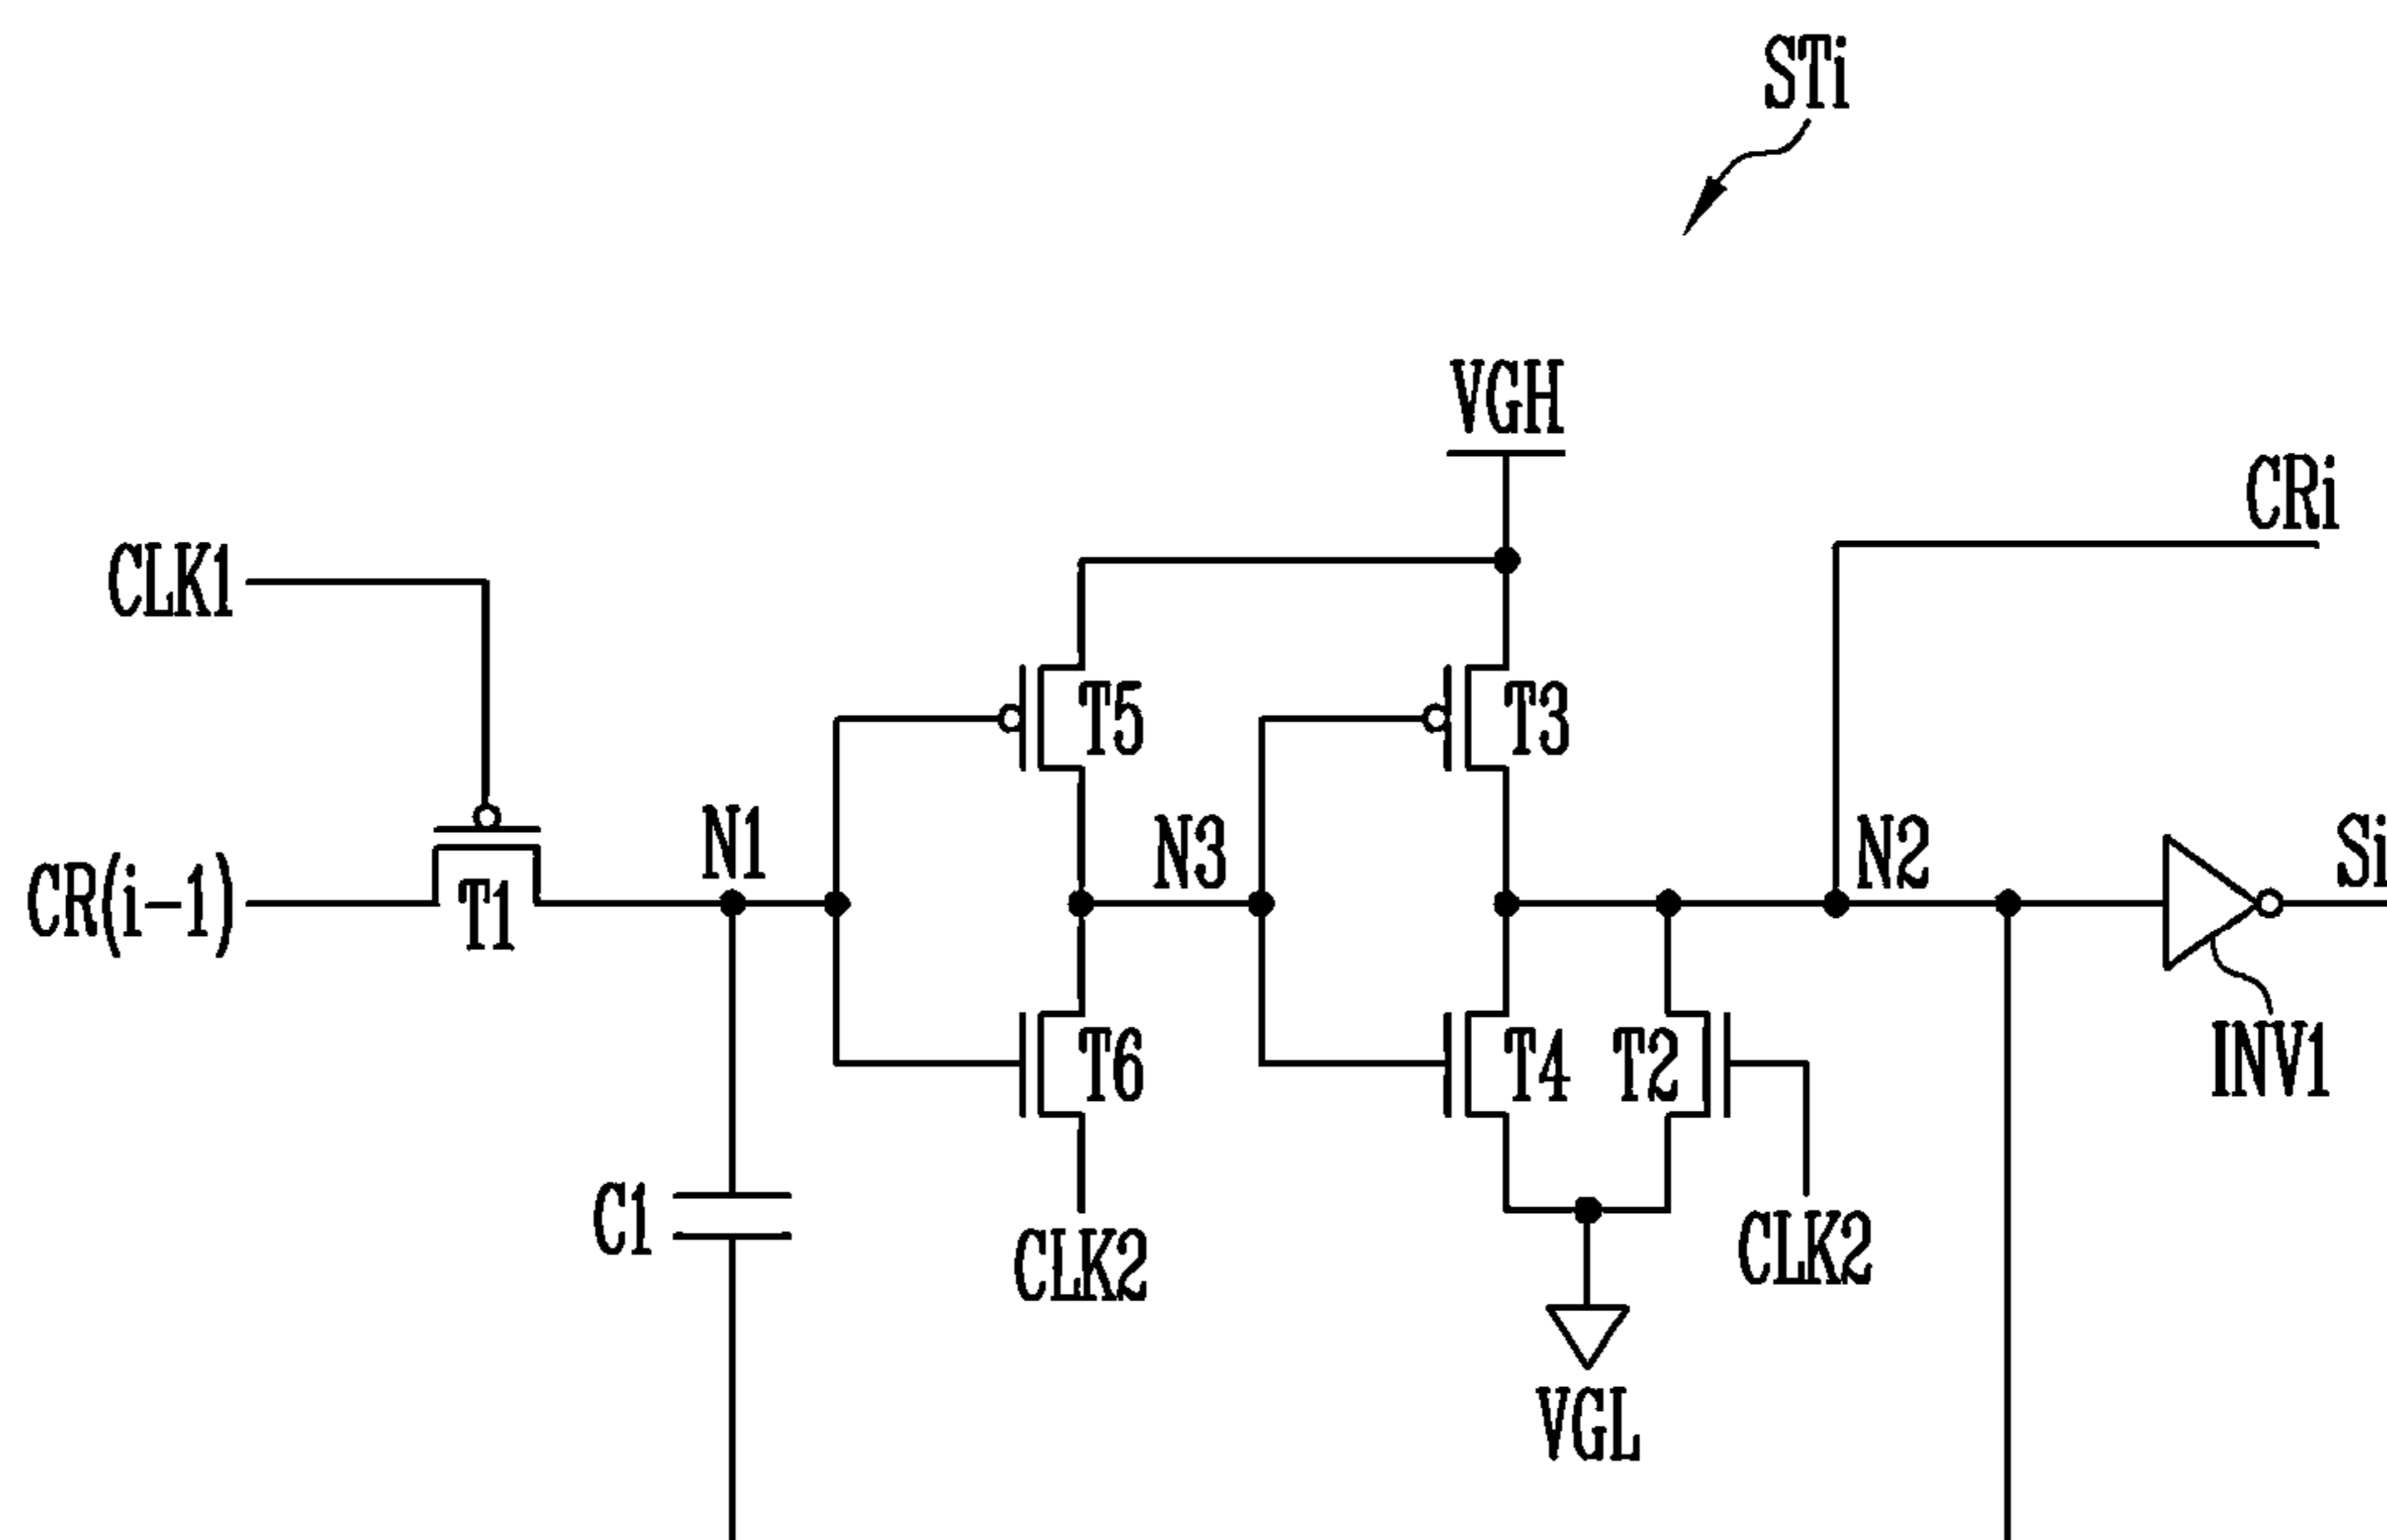 STi
VGH
CRi
CLK1
T5
T3
N1
N3
N2
Si
CR(i-1)
T1
T6
T4
T2
INV1
C1
CLK2
CLK2
VGL